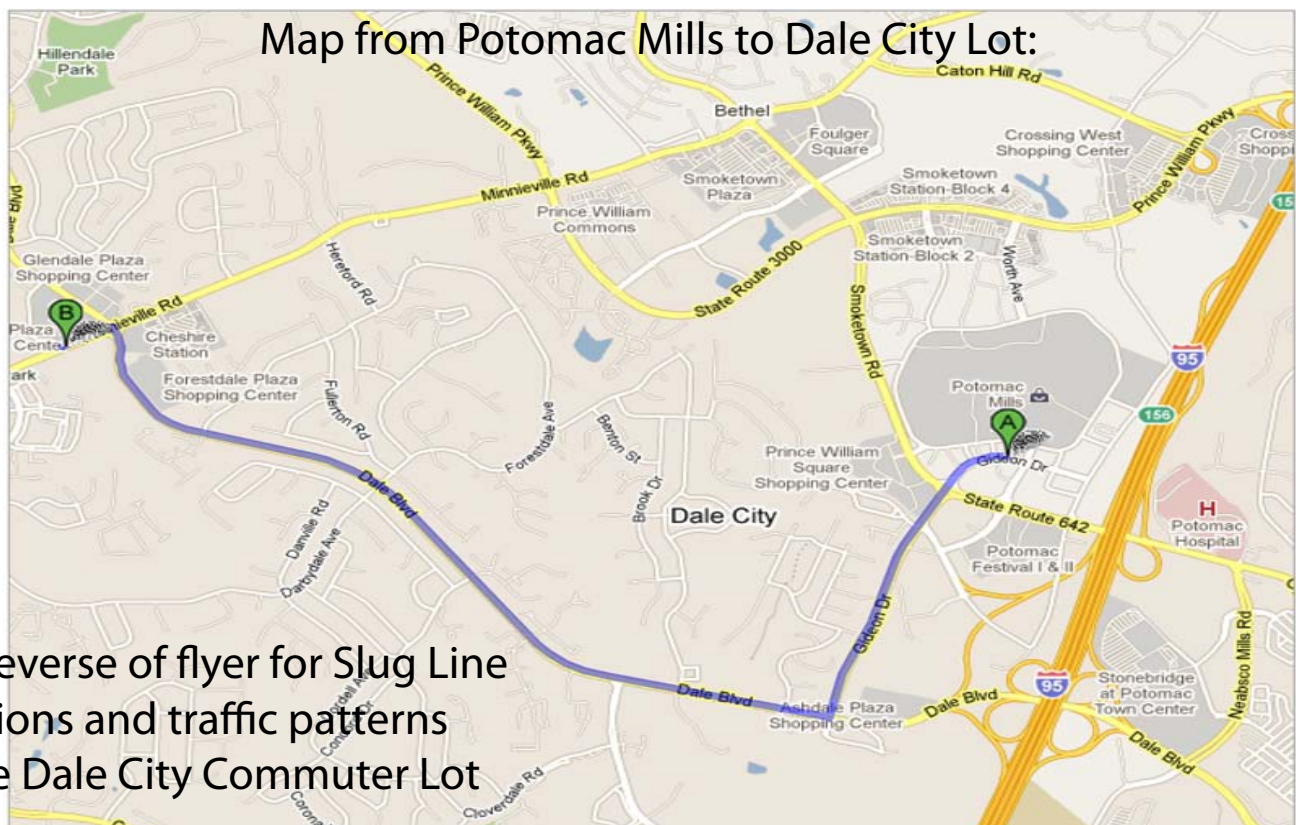 Map from Potomac Mills to Dale City Lot:
Hillendale
Park
Prince William Pkwy
Caton Hill Rd
Bethel
Foulger
Square
Crossing West
Shopping Center
Prince William Pkwy
Smoketown
Plaza
Smoketown
Station-Block 4
Minnieville Rd
Prince William
Commons
Smoketown
Station-Block 2
Worth Ave
Hereford Rd
Glendale Plaza
Shopping Center
State Route 3000
Smoketown Rd
B
Plaza
Cheshire
Station
95
Forestdale Plaza
Shopping Center
Fullerton Rd
Forestdale Ave
Benton St
Potomac
Mills
156
A
Gideon Dr
Prince William
Square
Shopping Center
Brook Dr
Dale City
Dale Blvd
State Route 642
H
Potomac
Hospital
Danville Rd
Darbydale Ave
Potomac
Festival I & II
Gideon Dr
everse of flyer for Slug Line
ions and traffic patterns
e Dale City Commuter Lot
Dale Blvd
Ashdale Plaza
Shopping Center
Dale Blvd
95
Stonebridge
at Potomac
Town Center
Neabsco Mills Rd
Dale Blvd
Cloverdale Rd